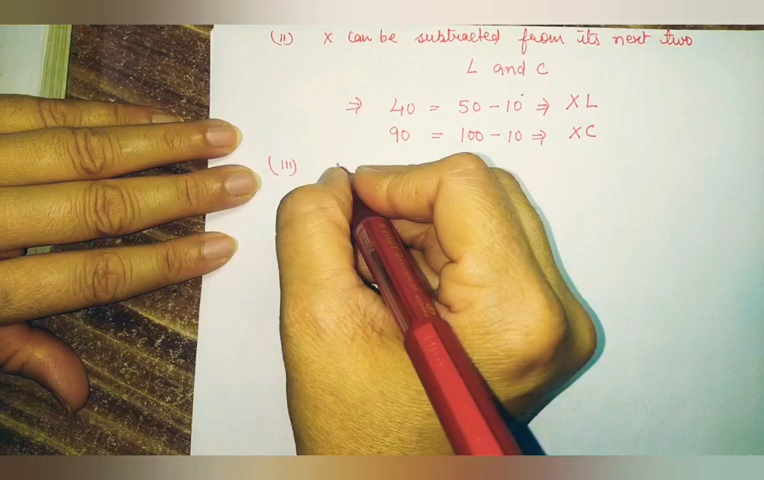 (ii) X can be subtracted from its next two
L and C
⇒ 40 = 50 - 10 ⇒ XL
90 = 100 - 10 ⇒ XC
(iii)